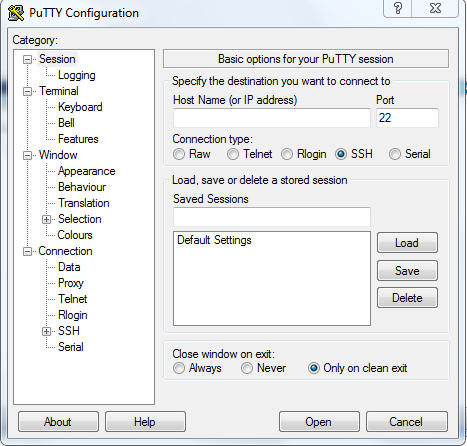 PuTTY Configuration
Category:
Session
Logging
Terminal
Keyboard
Bell
Features
Window
Appearance
Behaviour
Translation
Selection
Colours
Connection
Data
Proxy
Telnet
Rlogin
SSH
Serial
Basic options for your PuTTY session
Specify the destination you want to connect to
Host Name (or IP address) Port
22
Connection type:
Raw Telnet Rlogin SSH Serial
Load, save or delete a stored session
Saved Sessions
Default Settings
Load
Save
Delete
Close window on exit:
Always Never Only on clean exit
About Help Open Cancel